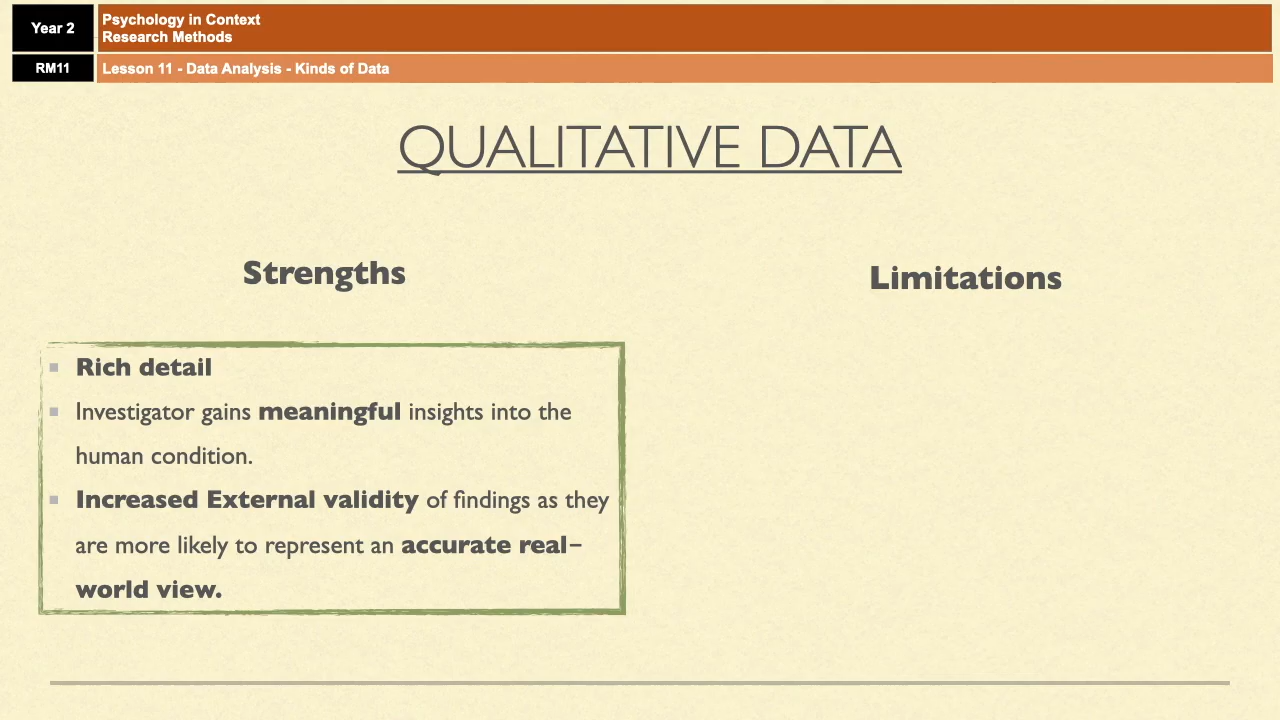 Year 2
Psychology in Context
Research Methods
RM11
Lesson 11 - Data Analysis - Kinds of Data
QUALITATIVE DATA
Strengths
Limitations
Rich detail
Investigator gains meaningful insights into the
human condition.
Increased External validity of findings as they
are more likely to represent an accurate real-
world view.